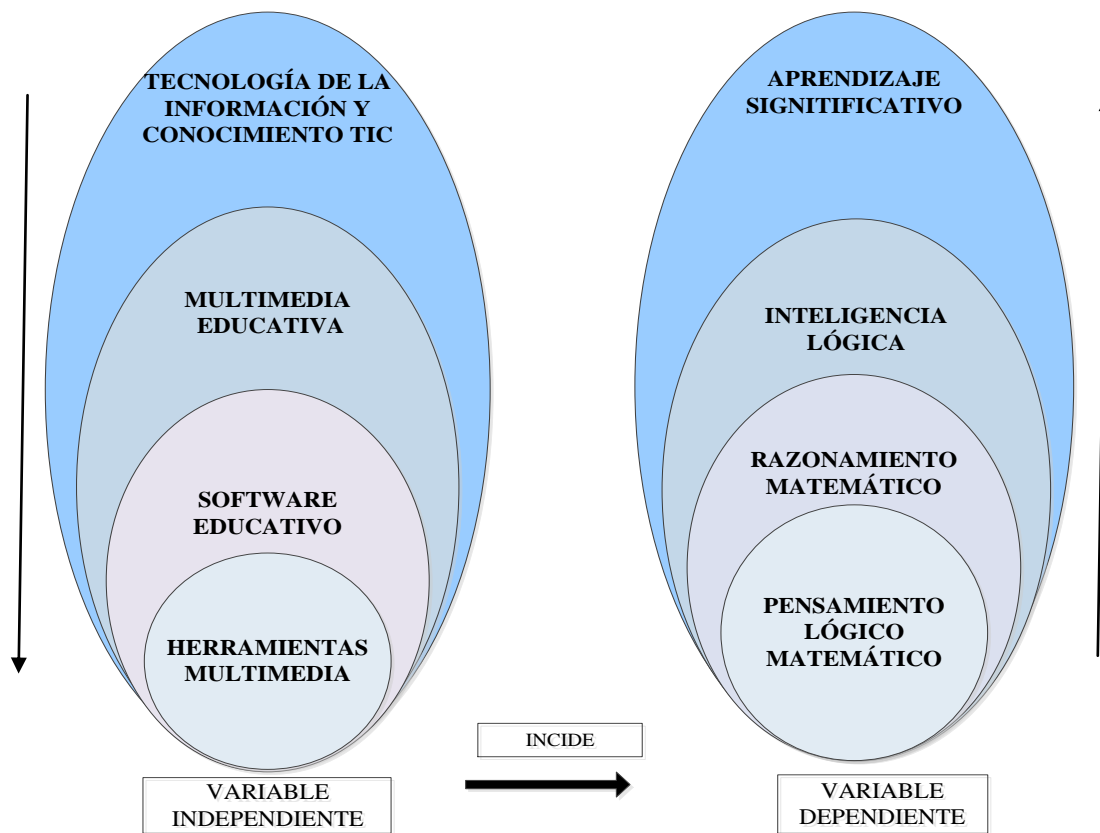 TECNOLOGÍA DE LA
INFORMACIÓN Y
CONOCIMIENTO TIC
MULTIMEDIA
EDUCATIVA
SOFTWARE
EDUCATIVO
HERRAMIENTAS
MULTIMEDIA
VARIABLE
INDEPENDIENTE
INCIDE
APRENDIZAJE
SIGNITIFICATIVO
INTELIGENCIA
LÓGICA
RAZONAMIENTO
MATEMÁTICO
PENSAMIENTO
LÓGICO
MATEMÁTICO
VARIABLE
DEPENDIENTE